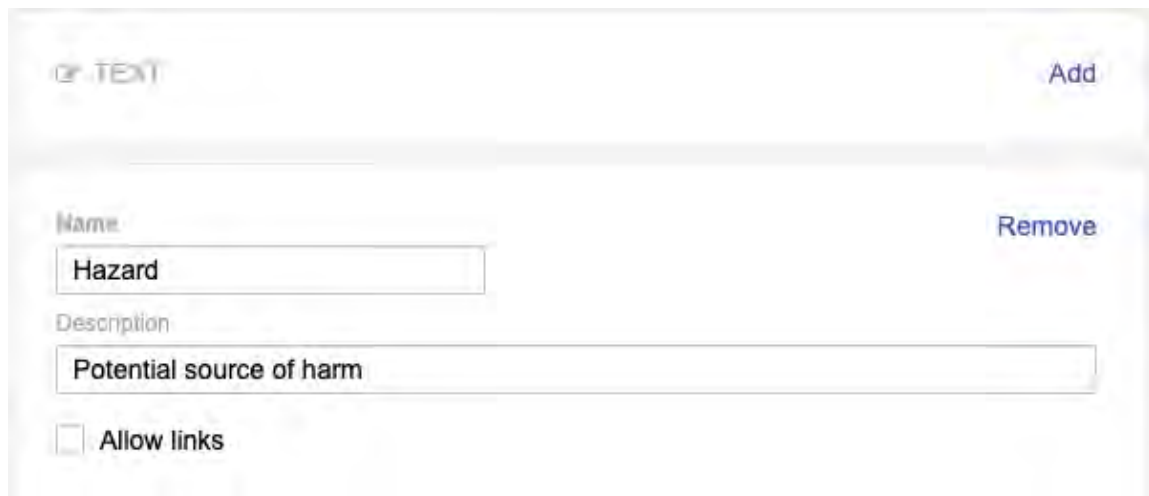 ☞ TEXT
Add
Name
Remove
Hazard
Description
Potential source of harm
Allow links